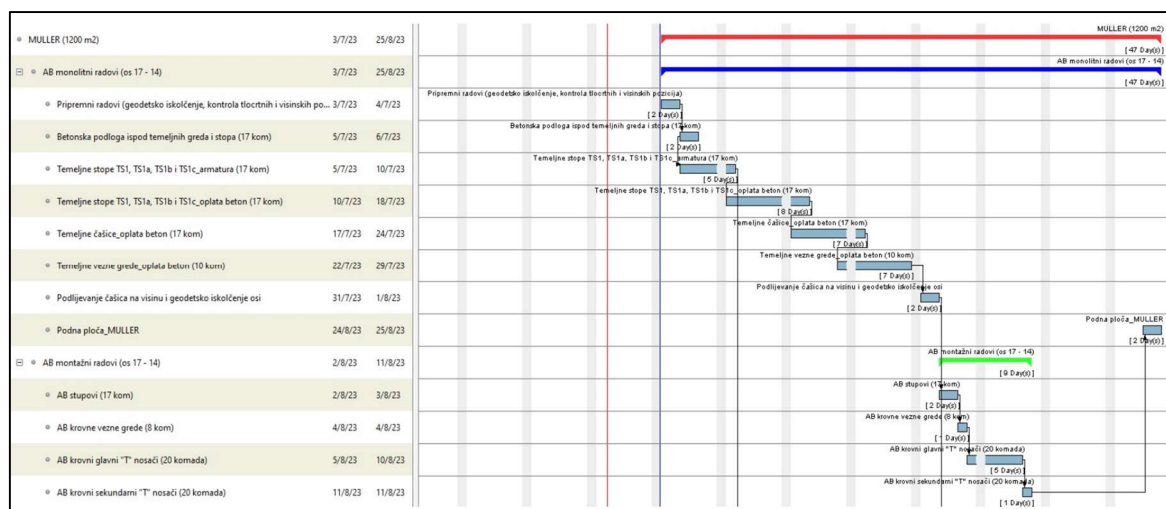 MULLER (1200 m2) 3/7/23 25/8/23
MULLER (1200 m2)
[ 47 Day(s) ]
AB monolitni radovi (os 17 - 14) 3/7/23 25/8/23
AB monolitni radovi (os 17 - 14)
[ 47 Day(s) ]
Pripremni radovi (geodetsko iskolčenje, kontrola tlocrtnih i visinskih po... 3/7/23 4/7/23
Pripremni radovi (geodetsko iskolčenje, kontrola tlocrtnih i visinskih pozicija)
[ 2 Day(s) ]
Betonska podloga ispod temeljnih greda i stopa (17 kom) 5/7/23 6/7/23
Betonska podloga ispod temeljnih greda i stopa (17 kom)
[ 2 Day(s) ]
Temeljne stope TS1, TS1a, TS1b i TS1c_armatura (17 kom) 5/7/23 10/7/23
Temeljne stope TS1, TS1a, TS1b i TS1c_armatura (17 kom)
[ 5 Day(s) ]
Temeljne stope TS1, TS1a, TS1b i TS1c_oplata beton (17 kom) 10/7/23 18/7/23
Temeljne stope TS1, TS1a, TS1b i TS1c_oplata beton (17 kom)
[ 8 Day(s) ]
Temeljne čašice_oplata beton (17 kom) 17/7/23 24/7/23
Temeljne čašice_oplata beton (17 kom)
[ 7 Day(s) ]
Temeljne vezne grede_oplata beton (10 kom) 22/7/23 29/7/23
Temeljne vezne grede_oplata beton (10 kom)
[ 7 Day(s) ]
Podlijevanje čašica na visinu i geodetsko iskolčenje osi 31/7/23 1/8/23
Podlijevanje čašica na visinu i geodetsko iskolčenje osi
[ 2 Day(s) ]
Podna ploča_MULLER 24/8/23 25/8/23
Podna ploča_MULLER
[ 2 Day(s) ]
AB montažni radovi (os 17 - 14) 2/8/23 11/8/23
AB montažni radovi (os 17 - 14)
[ 9 Day(s) ]
AB stupovi (17 kom) 2/8/23 3/8/23
AB stupovi (17 kom)
[ 2 Day(s) ]
AB krovne vezne grede (8 kom) 4/8/23 4/8/23
AB krovne vezne grede (8 kom)
[ 1 Day(s) ]
AB krovni glavni "T" nosači (20 komada) 5/8/23 10/8/23
AB krovni glavni "T" nosači (20 komada)
[ 5 Day(s) ]
AB krovni sekundarni "T" nosači (20 komada) 11/8/23 11/8/23
AB krovni sekundarni "T" nosači (20 komada)
[ 1 Day(s) ]